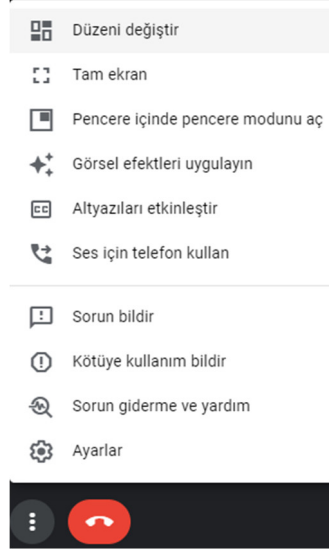 Düzeni değiştir
Tam ekran
Pencere içinde pencere modunu aç
Görsel efektleri uygulayın
CC Altyazıları etkinleştir
Ses için telefon kullan
Sorun bildir
Kötüye kullanım bildir
Sorun giderme ve yardım
Ayarlar